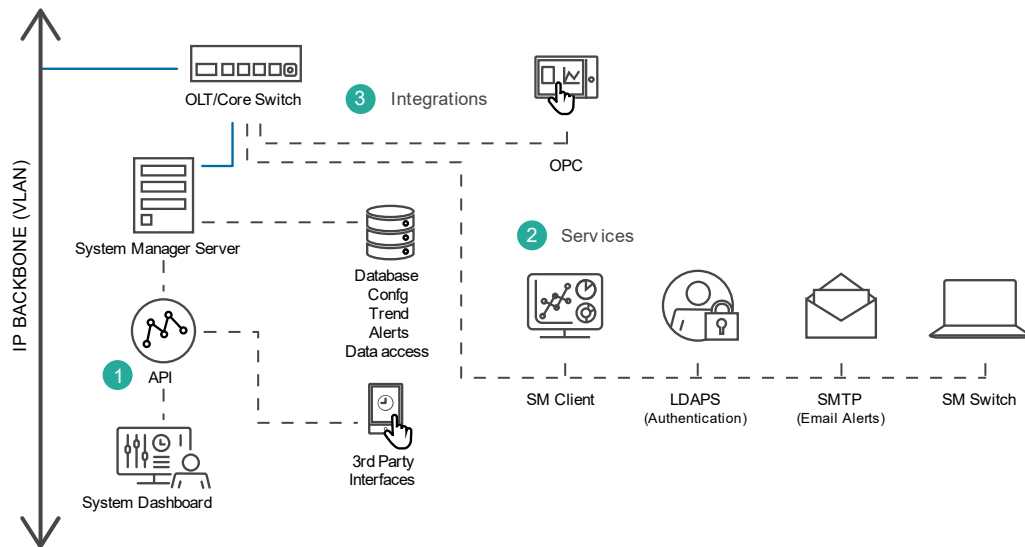 OLT/Core Switch
3 Integrations
OPC
IP BACKBONE (VLAN)
System Manager Server
Database
Confg
Trend
Alerts
Data access
2 Services
1 API
SM Client
LDAPS
(Authentication)
SMTP
(Email Alerts)
SM Switch
3rd Party
Interfaces
System Dashboard